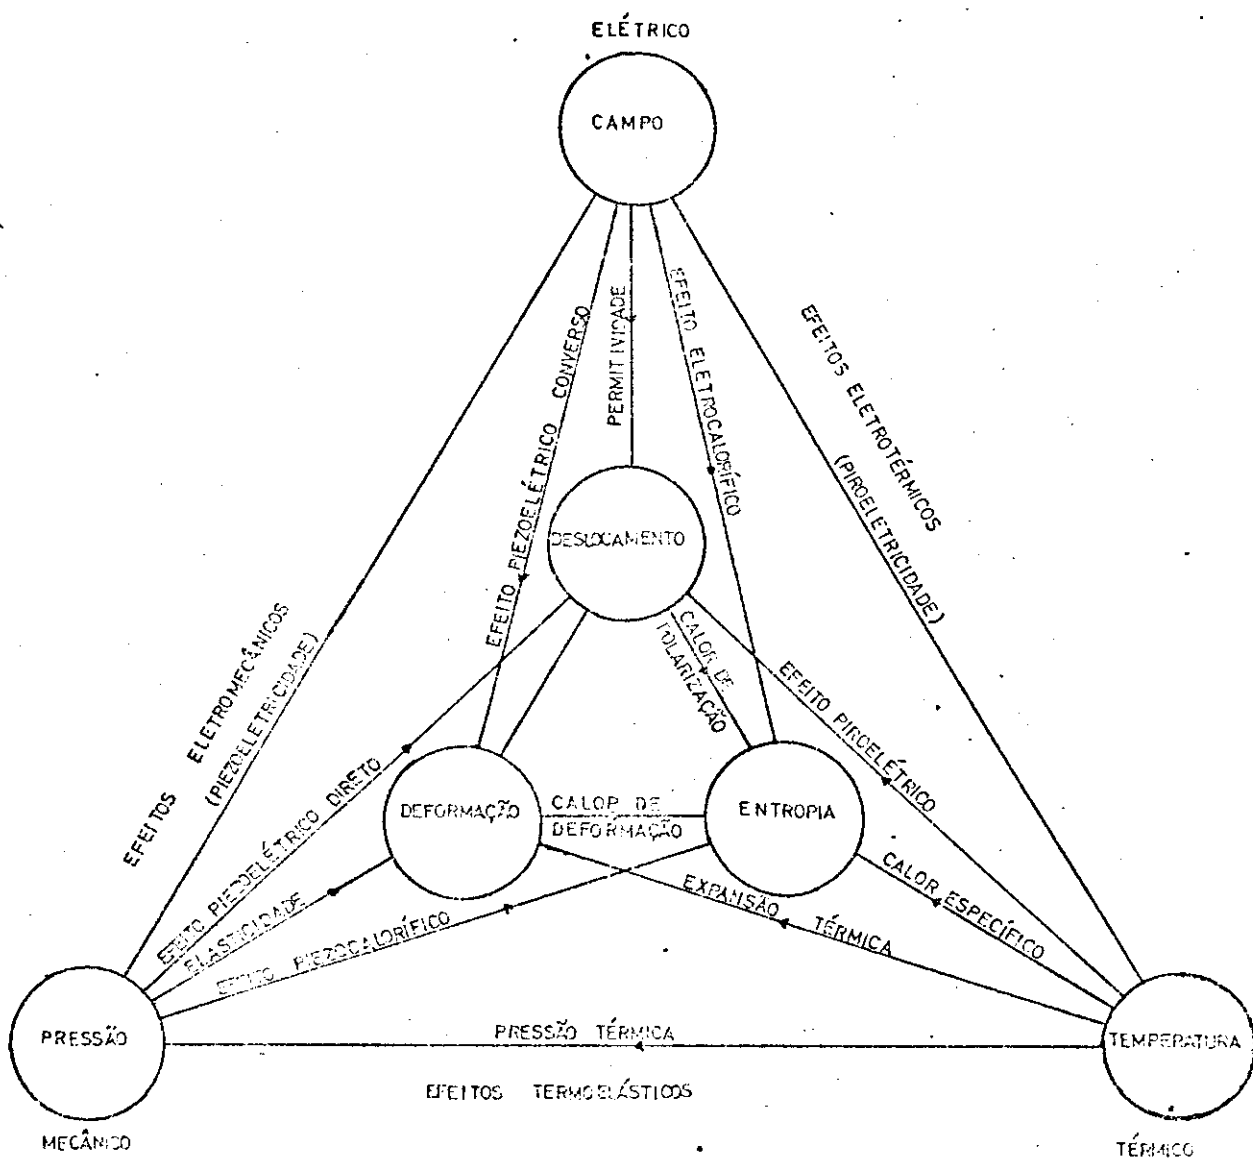 ELÉTRICO
CAMPO
EFEITO PIEZOELÉTRICO CONVERSO
PERMITIVIDADE
EFEITO ELETROCALORÍFICO
EFEITOS ELETROTÉRMICOS
(PIROELETRICIDADE)
DESLOCAMENTO
EFEITOS ELETROMECÂNICOS
(PIEZOELETRICIDADE)
CALOR DE
POLARIZAÇÃO
EFEITO PIROELÉTRICO
EFEITO PIEZOELÉTRICO DIRETO
DEFORMAÇÃO
CALOR DE
DEFORMAÇÃO
ENTROPIA
ELASTICIDADE
EFEITO PIEZOCALORÍFICO
EXPANSÃO TÉRMICA
CALOR ESPECÍFICO
PRESSÃO
PRESSÃO TÉRMICA
TEMPERATURA
EFEITOS TERMOELÁSTICOS
MECÂNICO
TÉRMICO